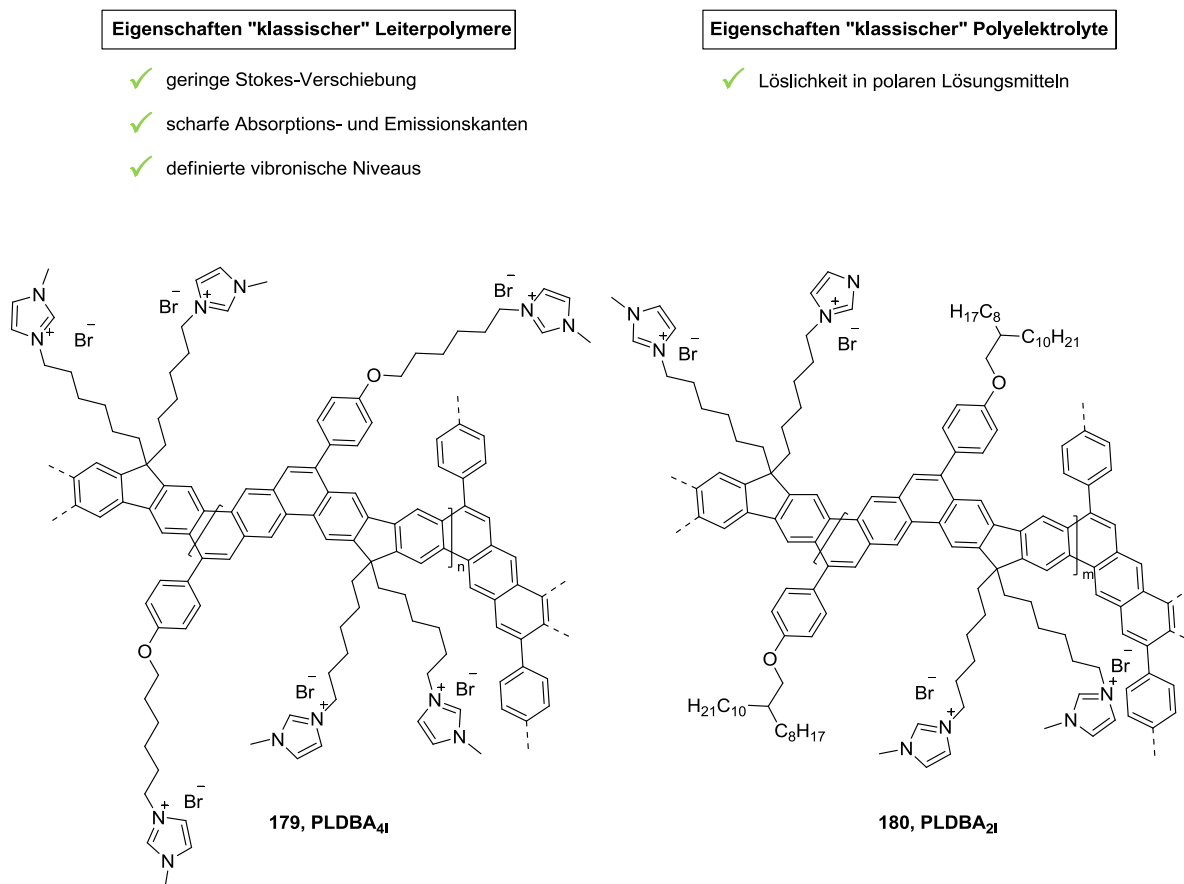 Eigenschaften "klassischer" Leiterpolymere
geringe Stokes-Verschiebung
scharfe Absorptions- und Emissionskanten
definierte vibronische Niveaus
Eigenschaften "klassischer" Polyelektrolyte
Löslichkeit in polaren Lösungsmitteln
N
N
+
Br−
N
N
+
Br−
Br−
N
+
N
O
n
O
Br−
N
+
N
Br−
N
+
N
Br−
N
+
N
179, PLDBA4I
N
N
+
Br−
N
N
+
Br−
H17C8
C10H21
O
m
O
H21C10
C8H17
Br−
N
+
N
Br−
N
+
N
180, PLDBA2I